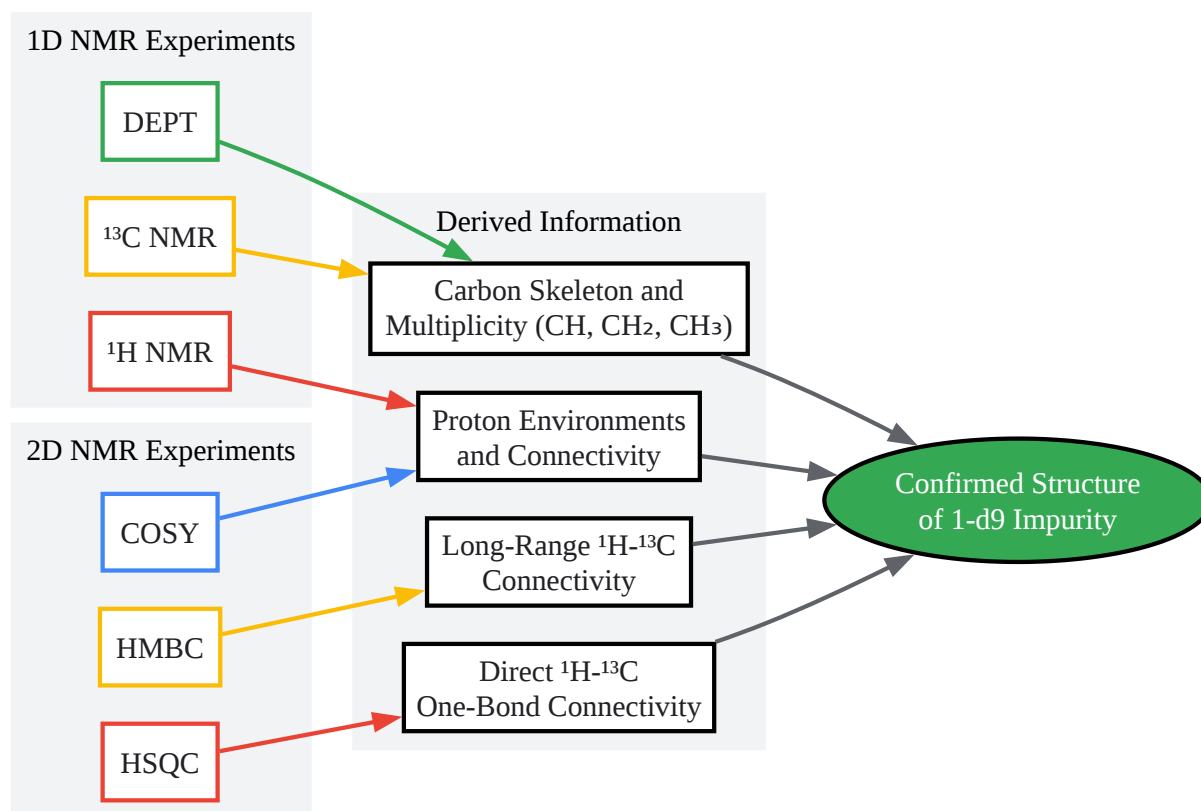 1D NMR Experiments
DEPT
¹³C NMR
¹H NMR
2D NMR Experiments
COSY
HMBC
HSQC
Derived Information
Carbon Skeleton and
Multiplicity (CH, CH₂, CH₃)
Proton Environments
and Connectivity
Long-Range ¹H-¹³C
Connectivity
Direct ¹H-¹³C
One-Bond Connectivity
Confirmed Structure
of 1-d9 Impurity